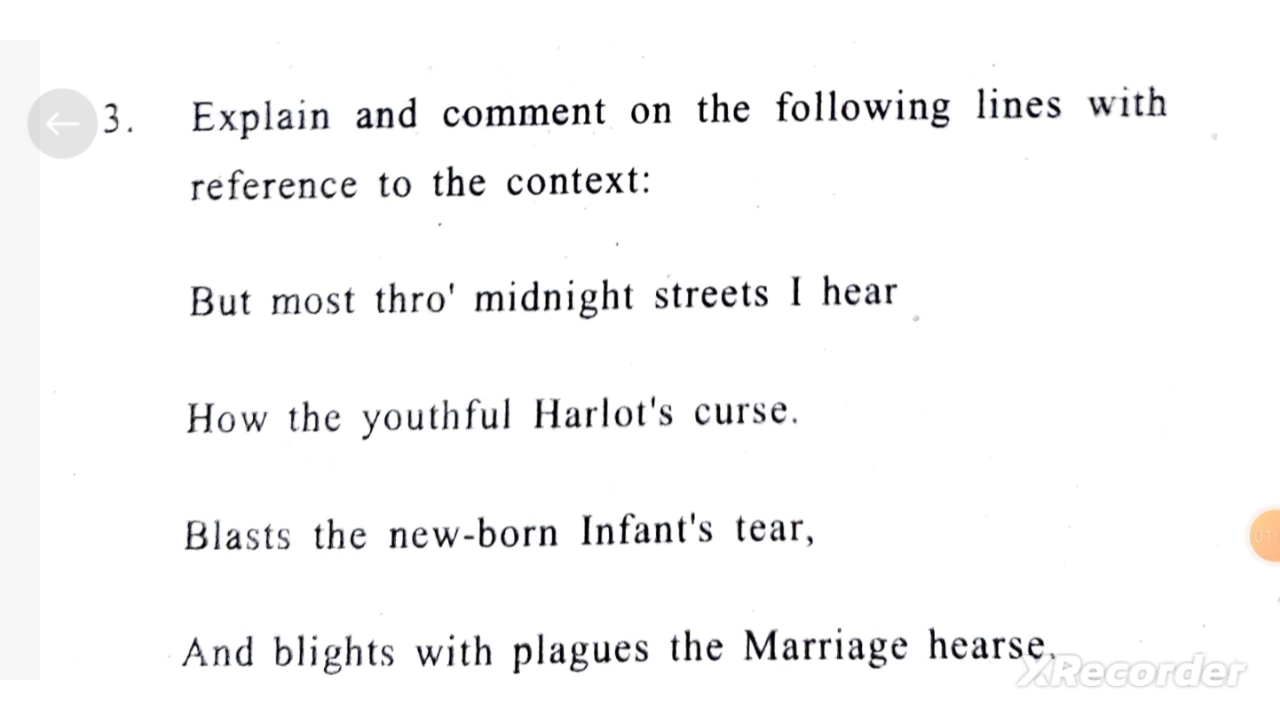 3. Explain and comment on the following lines with
reference to the context:
But most thro' midnight streets I hear
How the youthful Harlot's curse.
Blasts the new-born Infant's tear,
And blights with plagues the Marriage hearse,
XRecorder